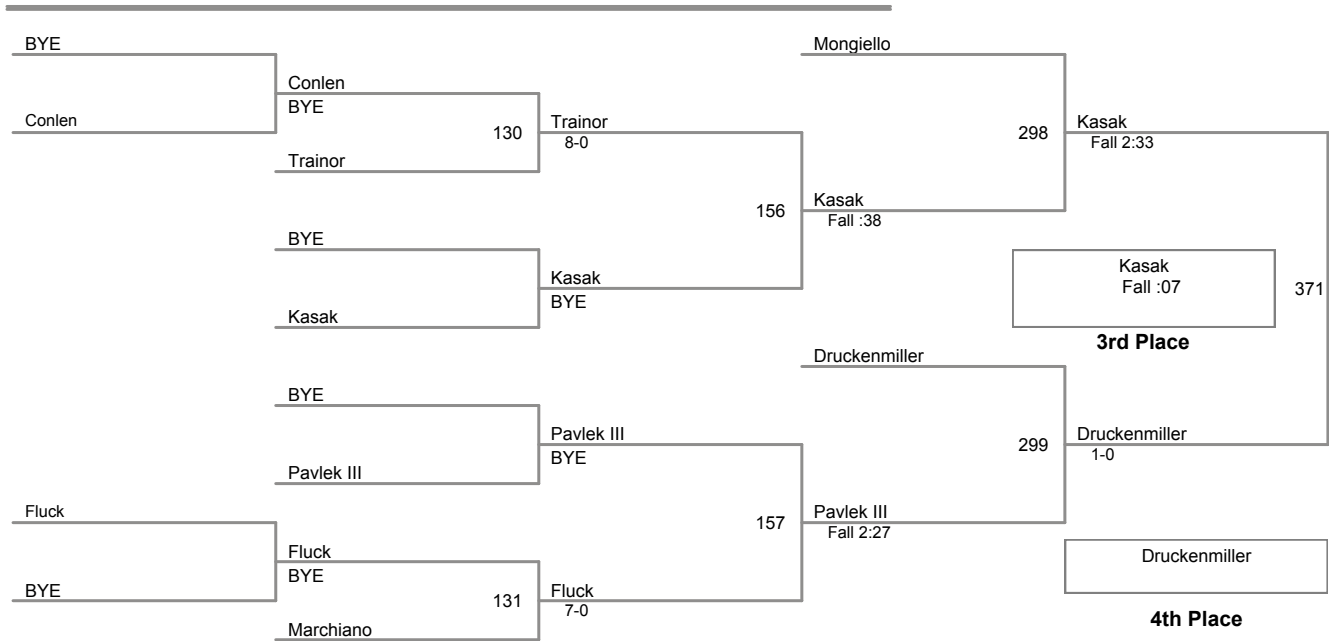 BYE
Mongiello
Conlen
BYE
Conlen
130
Trainor
8-0
298
Kasak
Fall 2:33
Trainor
156
Kasak
Fall :38
BYE
Kasak
BYE
Kasak
Fall :07
371
Kasak
3rd Place
Druckenmiller
BYE
Pavlek III
BYE
299
Druckenmiller
1-0
Pavlek III
Fluck
157
Pavlek III
Fall 2:27
Fluck
BYE
Druckenmiller
BYE
131
Fluck
7-0
4th Place
Marchiano